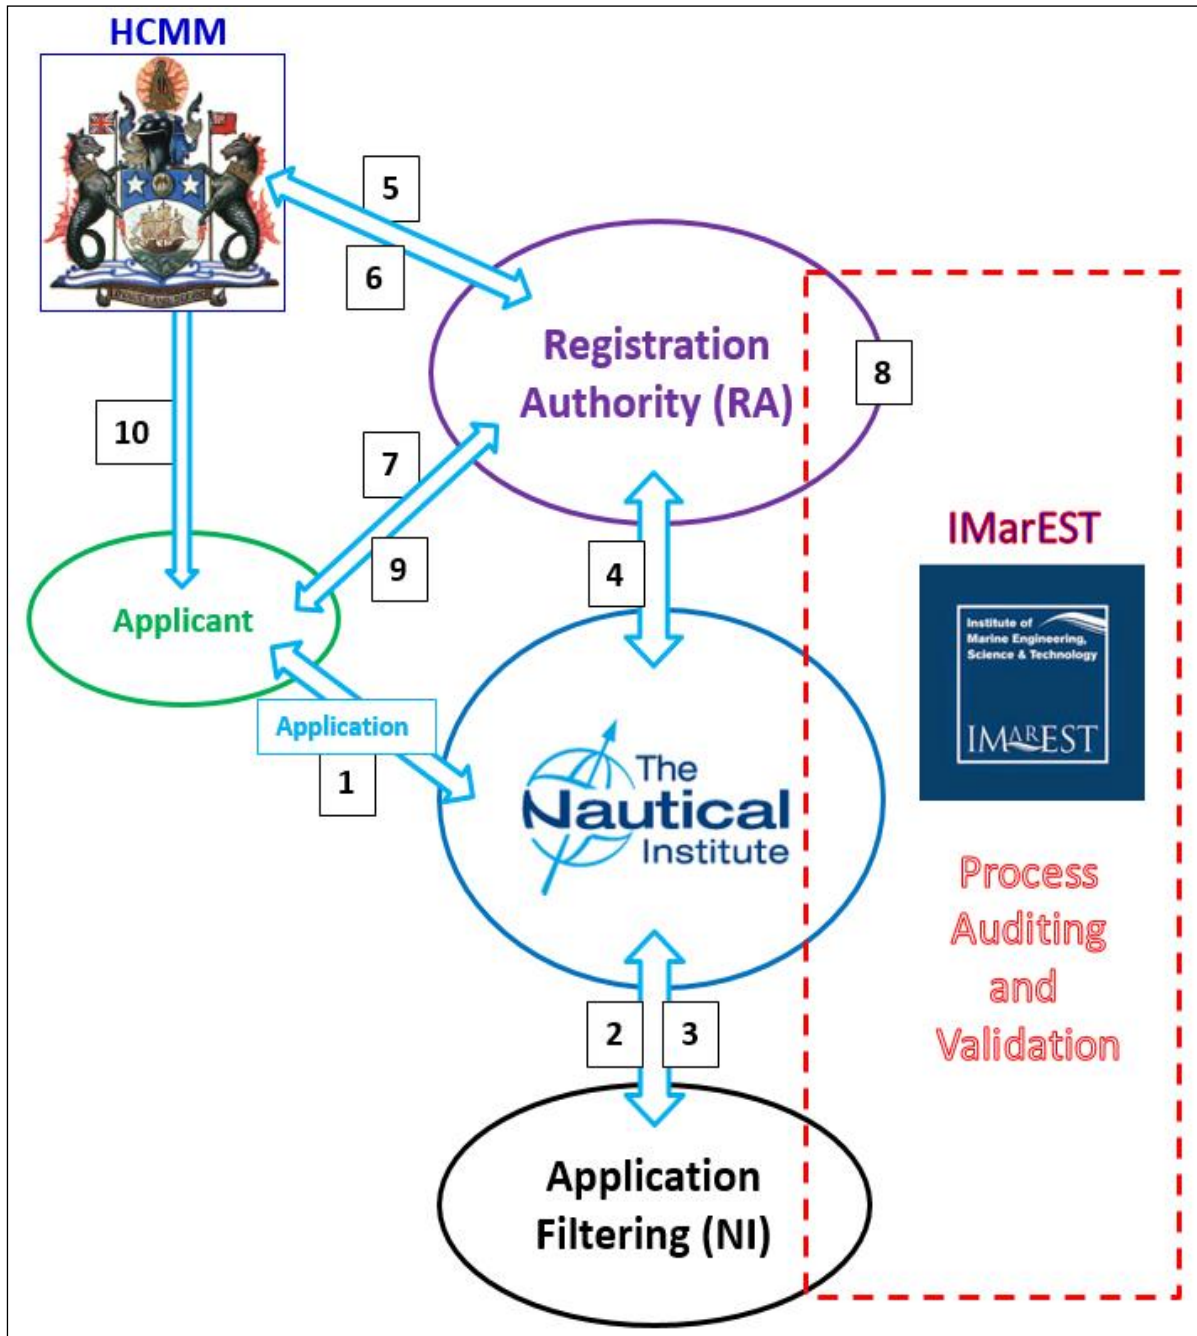 HCMM
5
6
Registration
Authority (RA)
8
10
7
9
4
IMarEST
Institute of
Marine Engineering,
Science & Technology
IMAREST
Applicant
Application
1
The
Nautical
Institute
Process
Auditing
and
Validation
2
3
Application
Filtering (NI)